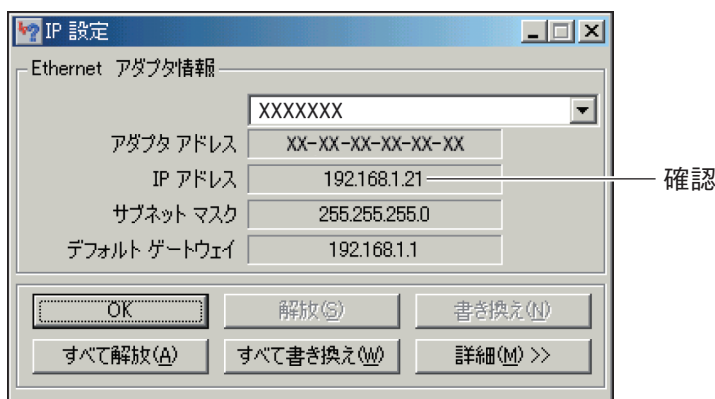 IP 設定
Ethernet アダプタ情報
XXXXXXX
アダプタ アドレス XX-XX-XX-XX-XX-XX
IP アドレス 192.168.1.21 確認
サブネット マスク 255.255.255.0
デフォルト ゲートウェイ 192.168.1.1
OK 解放(S) 書き換え(N)
すべて解放(A) すべて書き換え(W) 詳細(M) >>